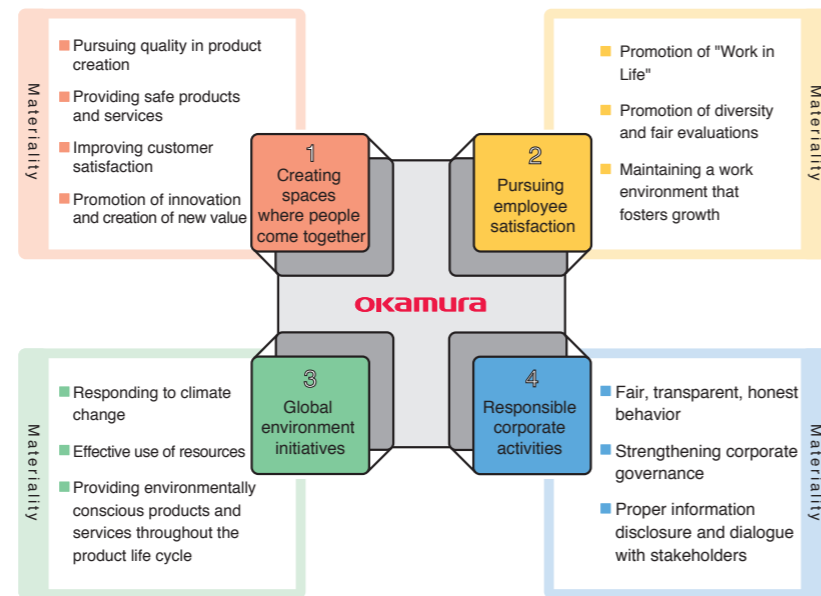 Materiality
Pursuing quality in product
creation
Providing safe products
and services
Improving customer
satisfaction
Promotion of innovation
and creation of new value
1
Creating
spaces
where people
come together
2
Pursuing
employee
satisfaction
Promotion of "Work in
Life"
Promotion of diversity
and fair evaluations
Maintaining a work
environment that
fosters growth
Materiality
okamura
Materiality
Responding to climate
change
Effective use of resources
Providing environmentally
conscious products and
services throughout the
product life cycle
3
Global
environment
initiatives
4
Responsible
corporate
activities
Fair, transparent, honest
behavior
Strengthening corporate
governance
Proper information
disclosure and dialogue
with stakeholders
Materiality